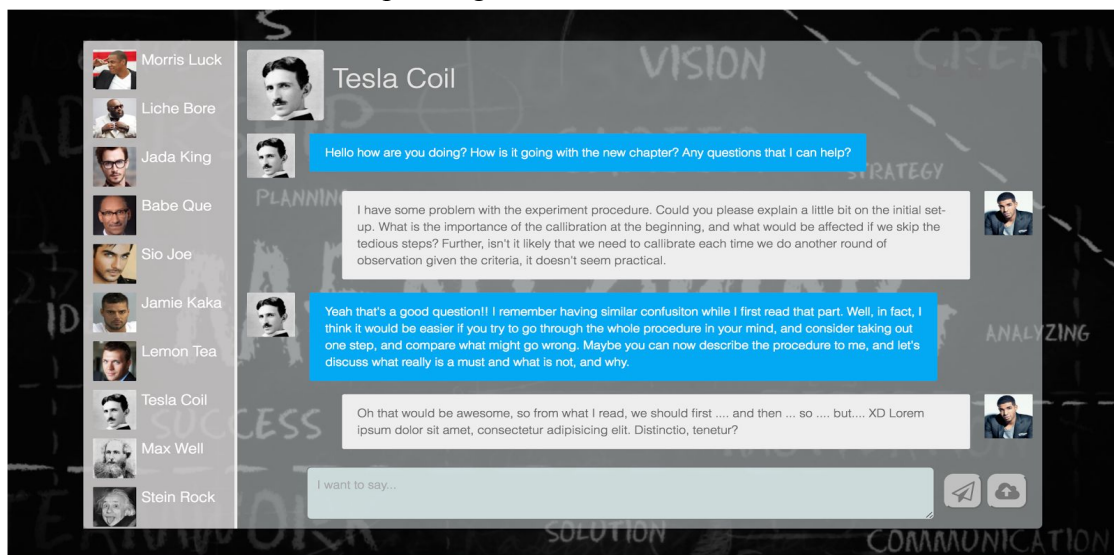 Morris Luck
Liche Bore
Jada King
Babe Que
Sio Joe
Jamie Kaka
Lemon Tea
Tesla Coil
Max Well
Stein Rock
Tesla Coil
Hello how are you doing? How is it going with the new chapter? Any questions that I can help?
I have some problem with the experiment procedure. Could you please explain a little bit on the initial set-
up. What is the importance of the callibration at the beginning, and what would be affected if we skip the
tedious steps? Further, isn't it likely that we need to callibrate each time we do another round of
observation given the criteria, it doesn't seem practical.
Yeah that's a good question!! I remember having similar confusiton while I first read that part. Well, in fact, I
think it would be easier if you try to go through the whole procedure in your mind, and consider taking out
one step, and compare what might go wrong. Maybe you can now describe the procedure to me, and let's
discuss what really is a must and what is not, and why.
Oh that would be awesome, so from what I read, we should first .... and then ... so .... but.... XD Lorem
ipsum dolor sit amet, consectetur adipisicing elit. Distinctio, tenetur?
I want to say...
VISION
STRATEGY
PLANNING
ANALYZING
SUCCESS
SOLUTION
COMMUNICATION